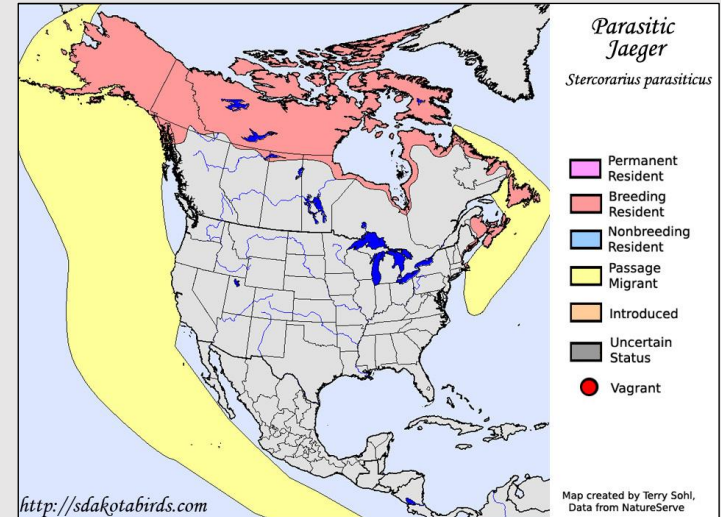 Parasitic
Jaeger
Stercorarius parasiticus
Permanent
Resident
Breeding
Resident
Nonbreeding
Resident
Passage
Migrant
Introduced
Uncertain
Status
Vagrant
http://sdakotabirds.com
Map created by Terry Sohl,
Data from NatureServe